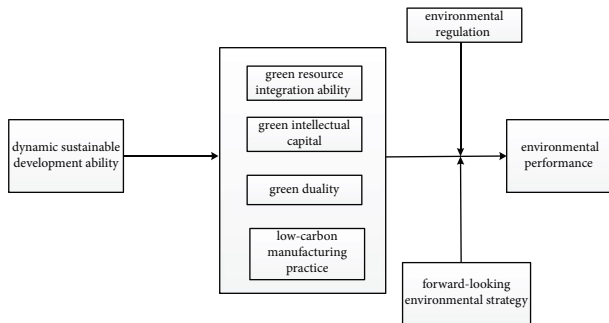 environmental
regulation
green resource
integration ability
green intellectual
capital
dynamic sustainable
development ability
environmental
performance
green duality
low-carbon
manufacturing
practice
forward-looking
environmental strategy